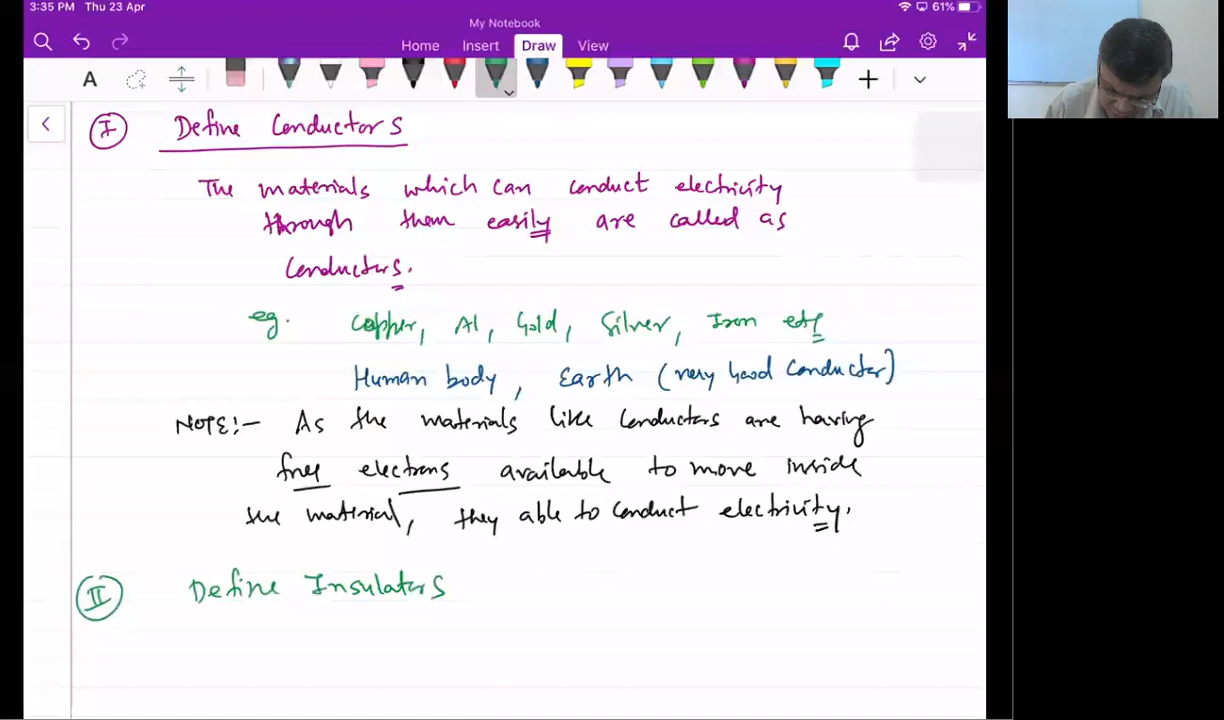 3:35 PM Thu 23 Apr
61%
My Notebook
Home Insert Draw View
A
I Define Conductors
The materials which can conduct electricity
through them easily are called as
Conductors.
eg. Copper, Al, Gold, Silver, Iron etc
Human body, Earth (very Good Conductor)
NOTE:- As the materials like Conductors are having
free electrons available to move inside
the material, they able to conduct electricity.
II Define Insulators